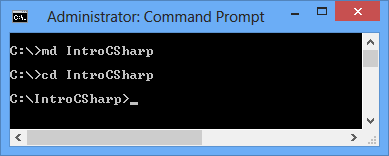 Administrator: Command Prompt
C:\>md IntroCSharp
C:\>cd IntroCSharp
C:\IntroCSharp>_